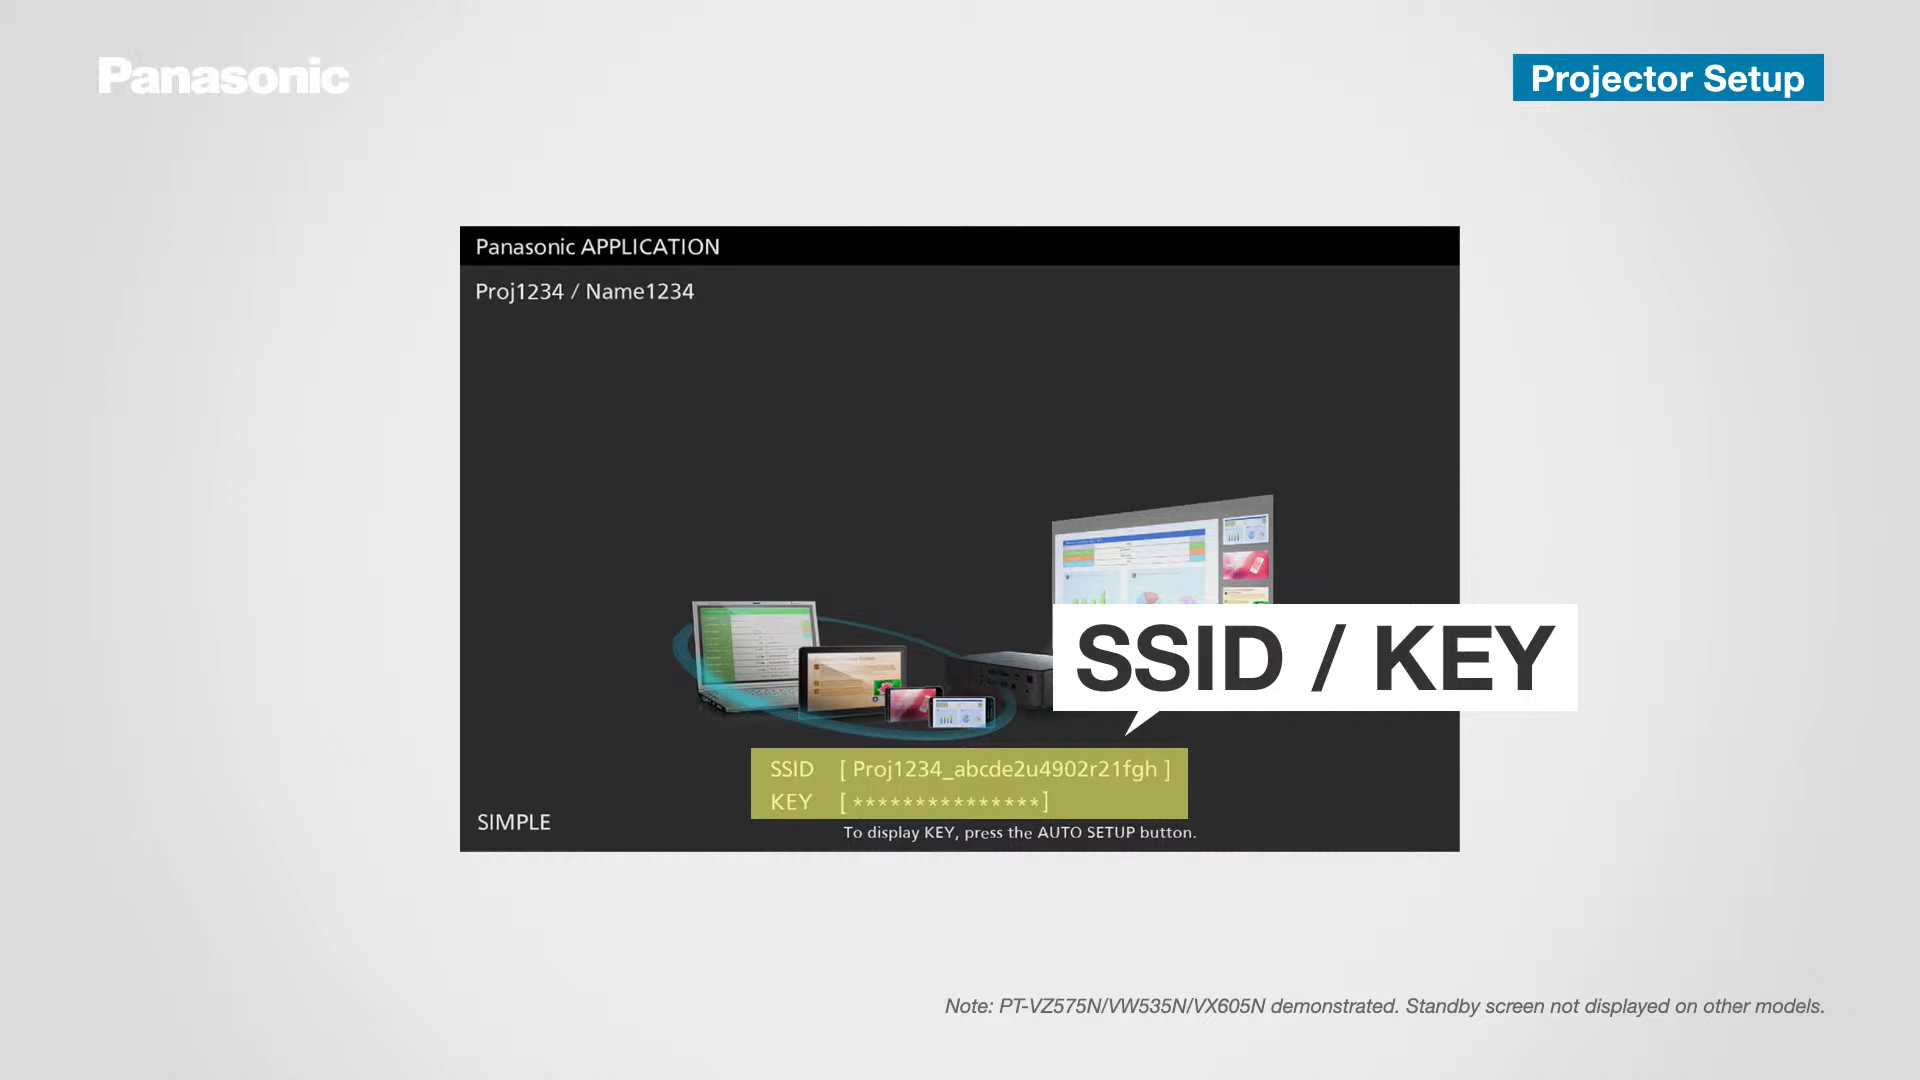 Panasonic
Projector Setup
Panasonic APPLICATION
Proj1234 / Name1234
SSID / KEY
SSID [ Proj1234_abcde2u4902r21fgh ]
KEY [ *************** ]
SIMPLE
To display KEY, press the AUTO SETUP button.
Note: PT-VZ575N/VW535N/VX605N demonstrated. Standby screen not displayed on other models.